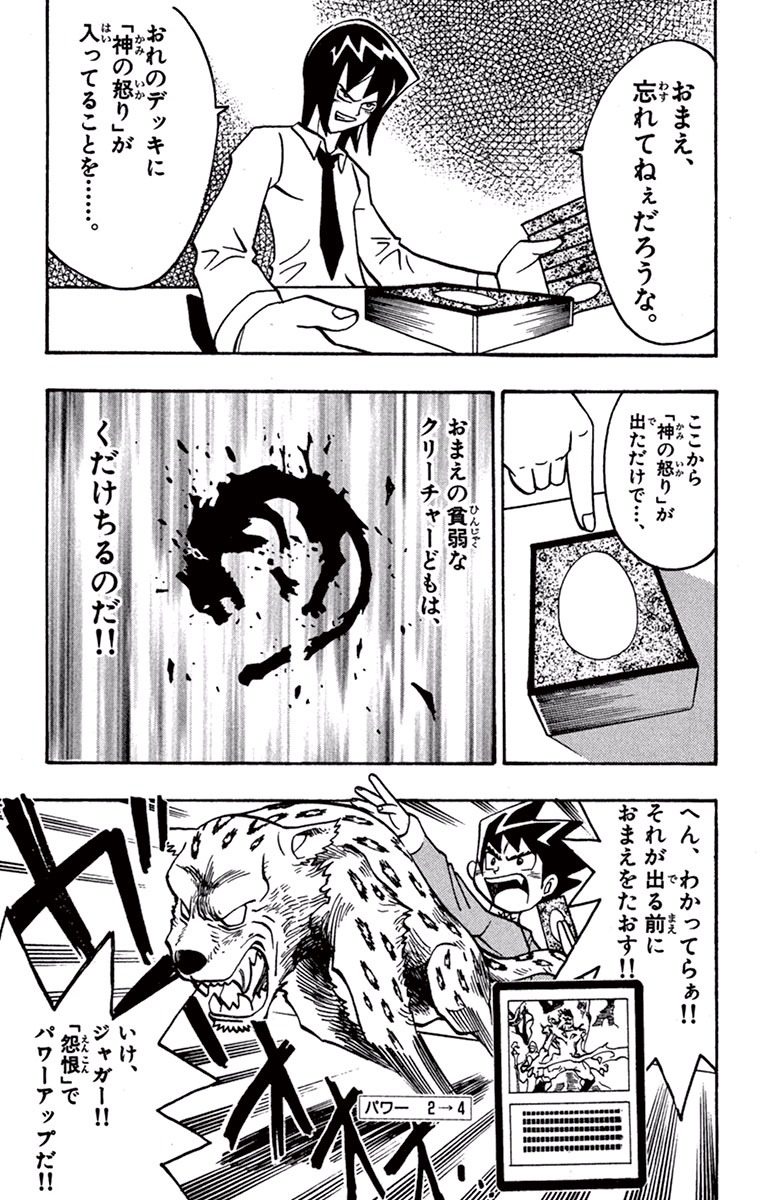 おまえ、
忘れてねぇだろうな。
おれのデッキに
「神の怒り」が
入ってることを……。
ここから
「神の怒り」が
出ただけで…、
おまえの貧弱な
クリーチャーどもは、
くだけちるのだ!!
へん、わかってらぁ!!
それが出る前に
おまえをたおす!!
いけ、
ジャガー!!
「怨恨」で
パワーアップだ!!
パワー 2→4
オオオオ